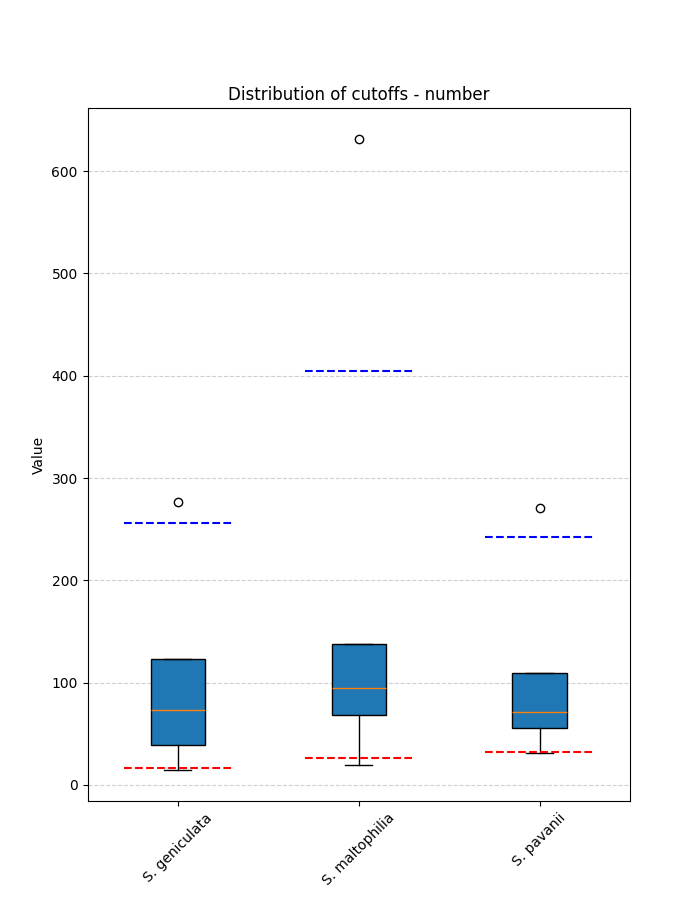 Distribution of cutoffs - number
600
500
400
300
200
100
0
Value
S. geniculata
S. maltophilia
S. pavanii